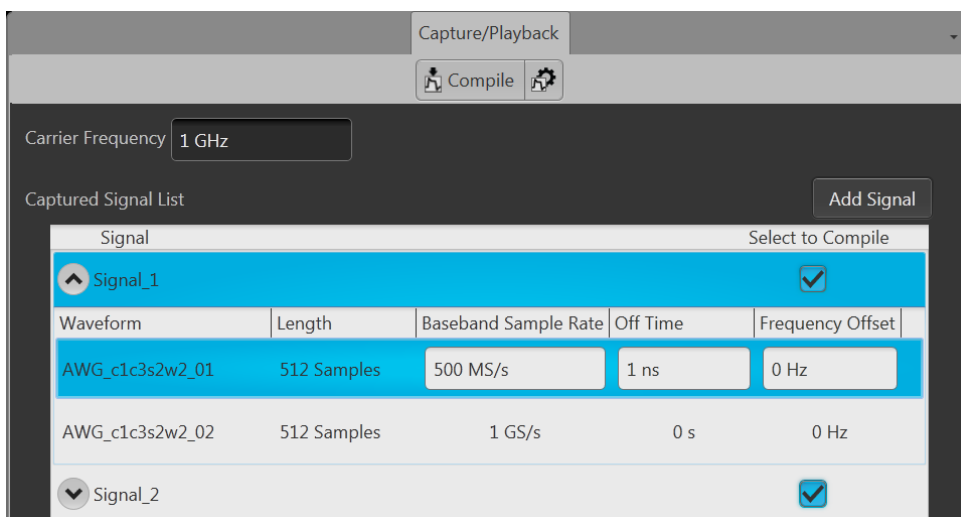 Capture/Playback
Compile
Carrier Frequency 1 GHz
Captured Signal List Add Signal
Signal Select to Compile
Signal_1
Waveform Length Baseband Sample Rate Off Time Frequency Offset
AWG_c1c3s2w2_01 512 Samples 500 MS/s 1 ns 0 Hz
AWG_c1c3s2w2_02 512 Samples 1 GS/s 0 s 0 Hz
Signal_2